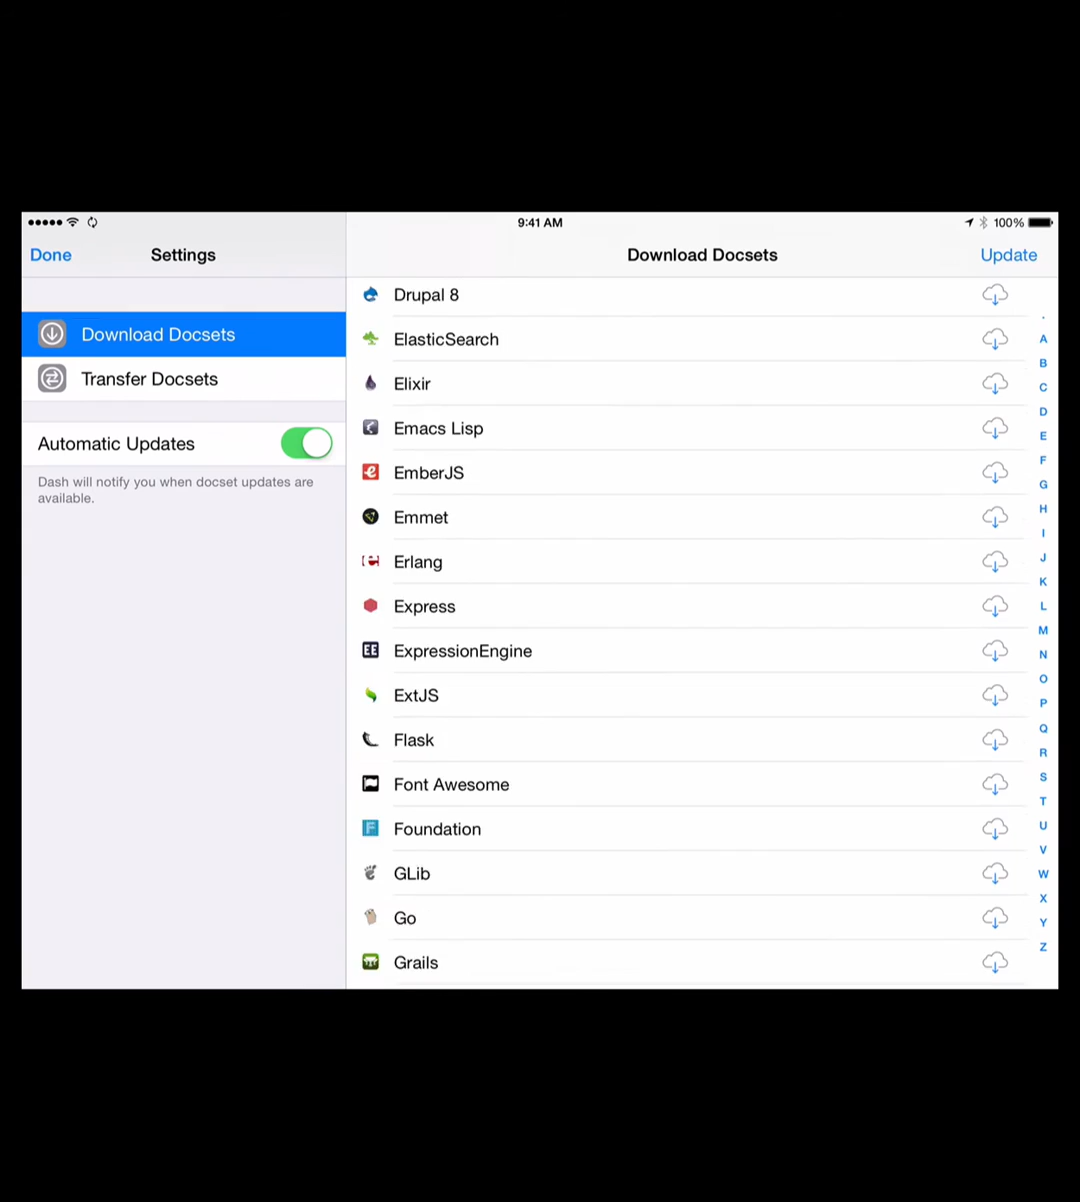 9:41 AM
100%
Done
Settings
Download Docsets
Update
Download Docsets
Transfer Docsets
Automatic Updates
Dash will notify you when docset updates are
available.
Drupal 8
ElasticSearch
Elixir
Emacs Lisp
EmberJS
Emmet
Erlang
Express
EE
ExpressionEngine
ExtJS
Flask
Font Awesome
F
Foundation
GLib
Go
Grails
A
B
C
D
E
F
G
H
I
J
K
L
M
N
O
P
Q
R
S
T
U
V
W
X
Y
Z